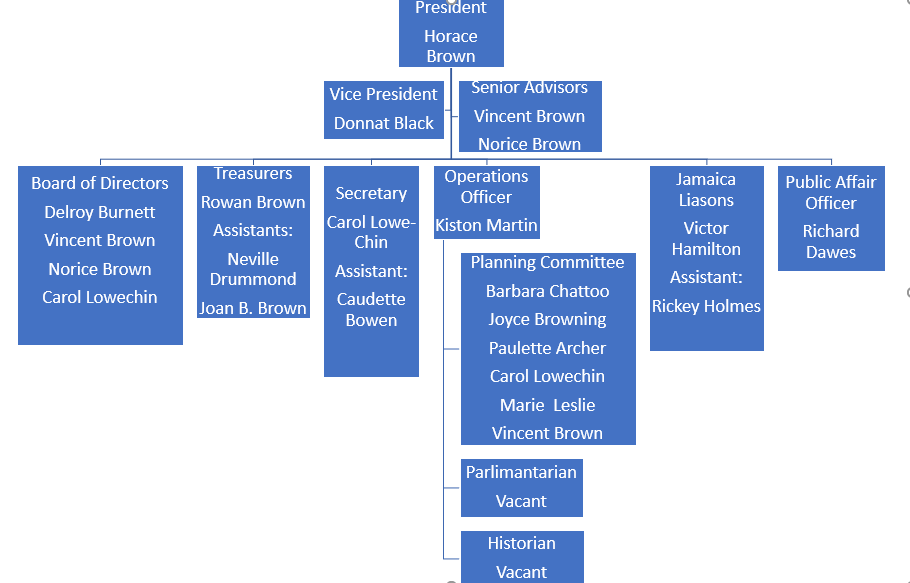 President
Horace
Brown
Vice President
Donnat Black
Senior Advisors
Vincent Brown
Norice Brown
Board of Directors
Delroy Burnett
Vincent Brown
Norice Brown
Carol Lowechin
Treasurers
Rowan Brown
Assistants:
Neville
Drummond
Joan B. Brown
Secretary
Carol Lowe-
Chin
Assistant:
Caudette
Bowen
Operations
Officer
Kiston Martin
Planning Committee
Barbara Chattoo
Joyce Browning
Paulette Archer
Carol Lowechin
Marie  Leslie
Vincent Brown
Parlimantarian
Vacant
Historian
Vacant
Jamaica
Liasons
Victor
Hamilton
Assistant:
Rickey Holmes
Public Affair
Officer
Richard
Dawes